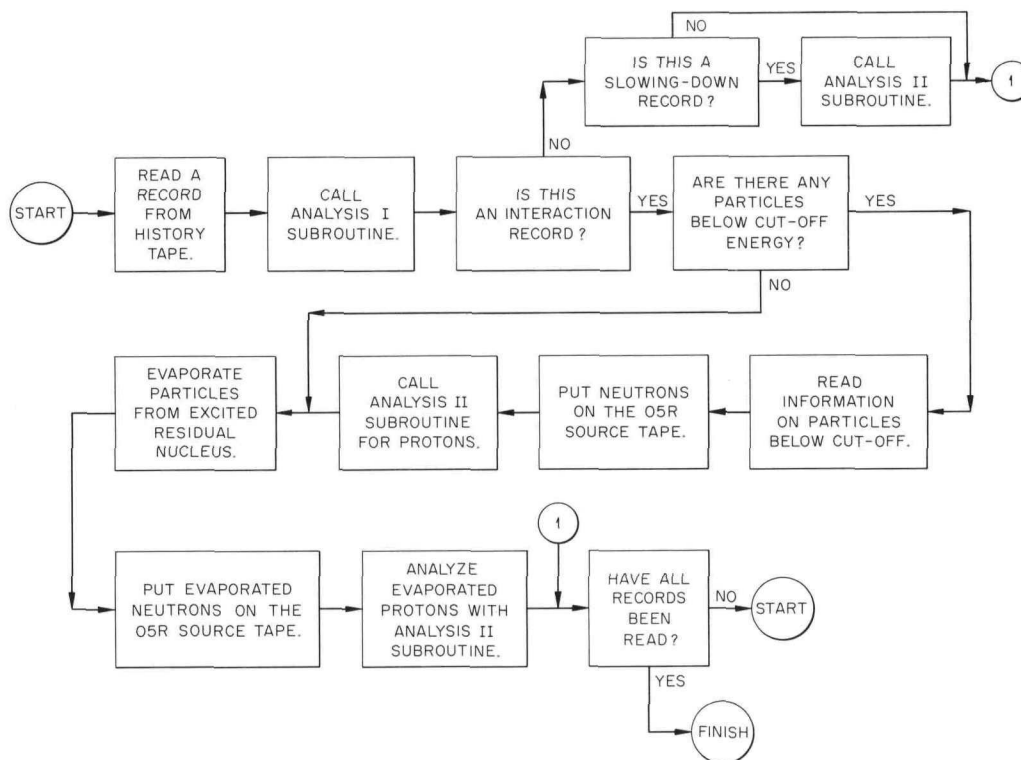 NO
IS THIS A
SLOWING-DOWN
RECORD?
YES
CALL
ANALYSIS II
SUBROUTINE.
1
NO
START
READ A
RECORD
FROM
HISTORY
TAPE.
CALL
ANALYSIS I
SUBROUTINE.
IS THIS
AN INTERACTION
RECORD?
YES
ARE THERE ANY
PARTICLES
BELOW CUT-OFF
ENERGY?
YES
NO
EVAPORATE
PARTICLES
FROM EXCITED
RESIDUAL
NUCLEUS.
CALL
ANALYSIS II
SUBROUTINE
FOR PROTONS.
PUT NEUTRONS
ON THE O5R
SOURCE TAPE.
READ
INFORMATION
ON PARTICLES
BELOW CUT-OFF.
PUT EVAPORATED
NEUTRONS ON THE
O5R SOURCE TAPE.
ANALYZE
EVAPORATED
PROTONS WITH
ANALYSIS II
SUBROUTINE.
1
HAVE ALL
RECORDS
BEEN
READ?
NO
START
YES
FINISH